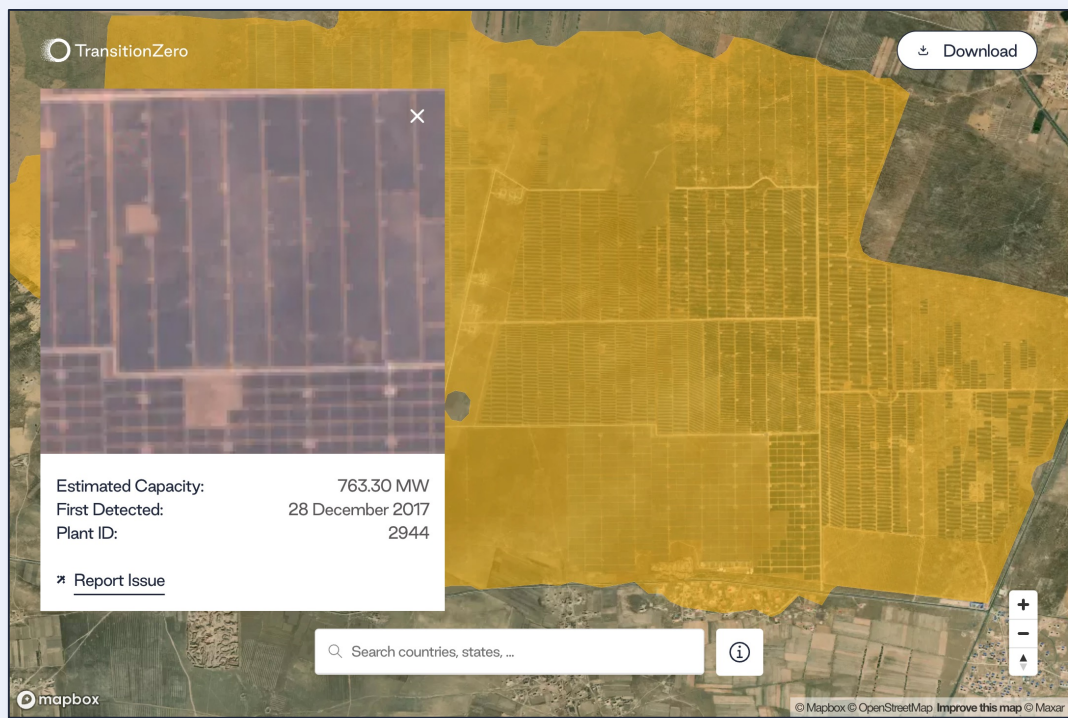 TransitionZero
Download
Estimated Capacity: 763.30 MW
First Detected: 28 December 2017
Plant ID: 2944
Report Issue
Search countries, states, ...
mapbox
© Mapbox © OpenStreetMap Improve this map © Maxar